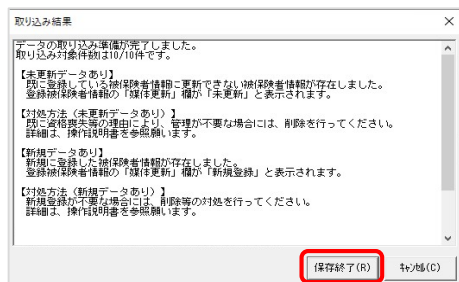 取り込み結果
データの取り込み準備が完了しました。
取り込み対象件数は10/10件です。
【未更新データあり】
既に登録している被保険者情報に更新できない被保険者情報が存在しました。
登録被保険者情報の「媒体更新」欄が「未更新」と表示されます。
【対処方法（未更新データあり）】
既に資格喪失等の理由により、管理が不要な場合には、削除を行ってください。
詳細は、操作説明書を参照願います。
【新規データあり】
新規に登録した被保険者情報が存在しました。
登録被保険者情報の「媒体更新」欄が「新規登録」と表示されます。
【対処方法（新規データあり）】
新規登録が不要な場合には、削除等の対処を行ってください。
詳細は、操作説明書を参照願います。
保存終了(R) ｷｬﾝｾﾙ(C)